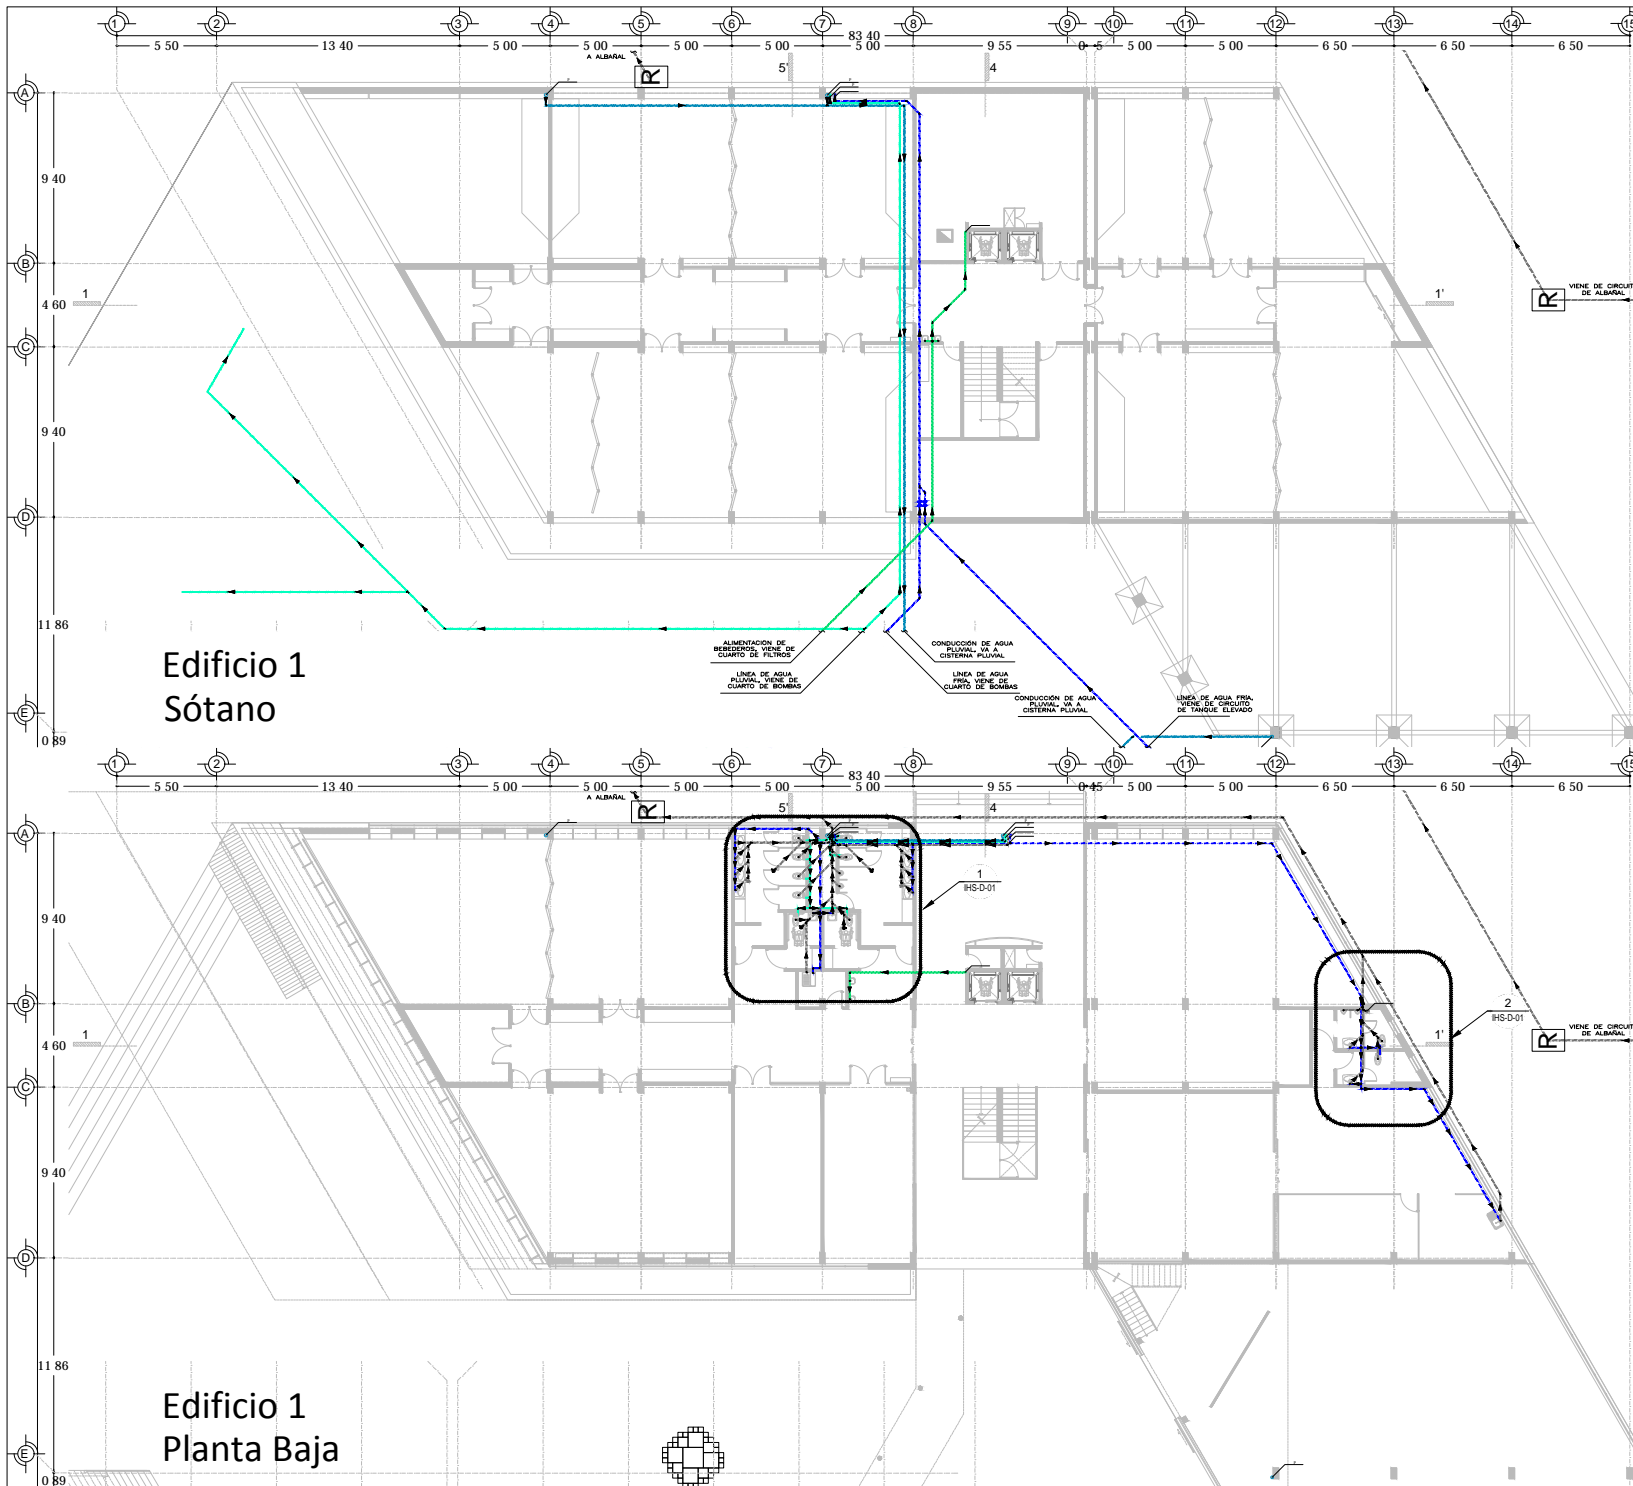 1 2 3 4 5 6 7 8 9 10 11 12 13 14 15
83 40
5 50 13 40 5 00 5 00 5 00 5 00 5 00 9 55 0 45 5 00 5 00 6 50 6 50 6 50
A ALBAÑAL
R
5' 4
A
9 40
B
4 60
1 1'
R
VIENE DE CIRCUIT
DE ALBAÑAL
C
9 40
D
11 86
ALIMENTACIÓN DE
BEBEDEROS, VIENE DE
CUARTO DE FILTROS
CONDUCCIÓN DE AGUA
PLUVIAL, VA A
CISTERNA PLUVIAL
LÍNEA DE AGUA
PLUVIAL, VIENE DE
CUARTO DE BOMBAS
LÍNEA DE AGUA
FRÍA, VIENE DE
CUARTO DE BOMBAS
CONDUCCIÓN DE AGUA
PLUVIAL, VA A
CISTERNA PLUVIAL
LÍNEA DE AGUA FRÍA,
VIENE DE CIRCUITO
DE TANQUE ELEVADO
Edificio 1
Sótano
E
0 89
1 2 3 4 5 6 7 8 9 10 11 12 13 14 15
83 40
5 50 13 40 5 00 5 00 5 00 5 00 5 00 9 55 0 45 5 00 5 00 6 50 6 50 6 50
A ALBAÑAL
R
5' 4
A
1
IHS-D-01
9 40
B
2
IHS-D-01
4 60
1 1'
R
VIENE DE CIRCUIT
DE ALBAÑAL
C
9 40
D
11 86
Edificio 1
Planta Baja
E
0 89